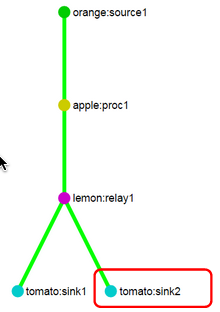 orange:source1
apple:proc1
lemon:relay1
tomato:sink1
tomato:sink2